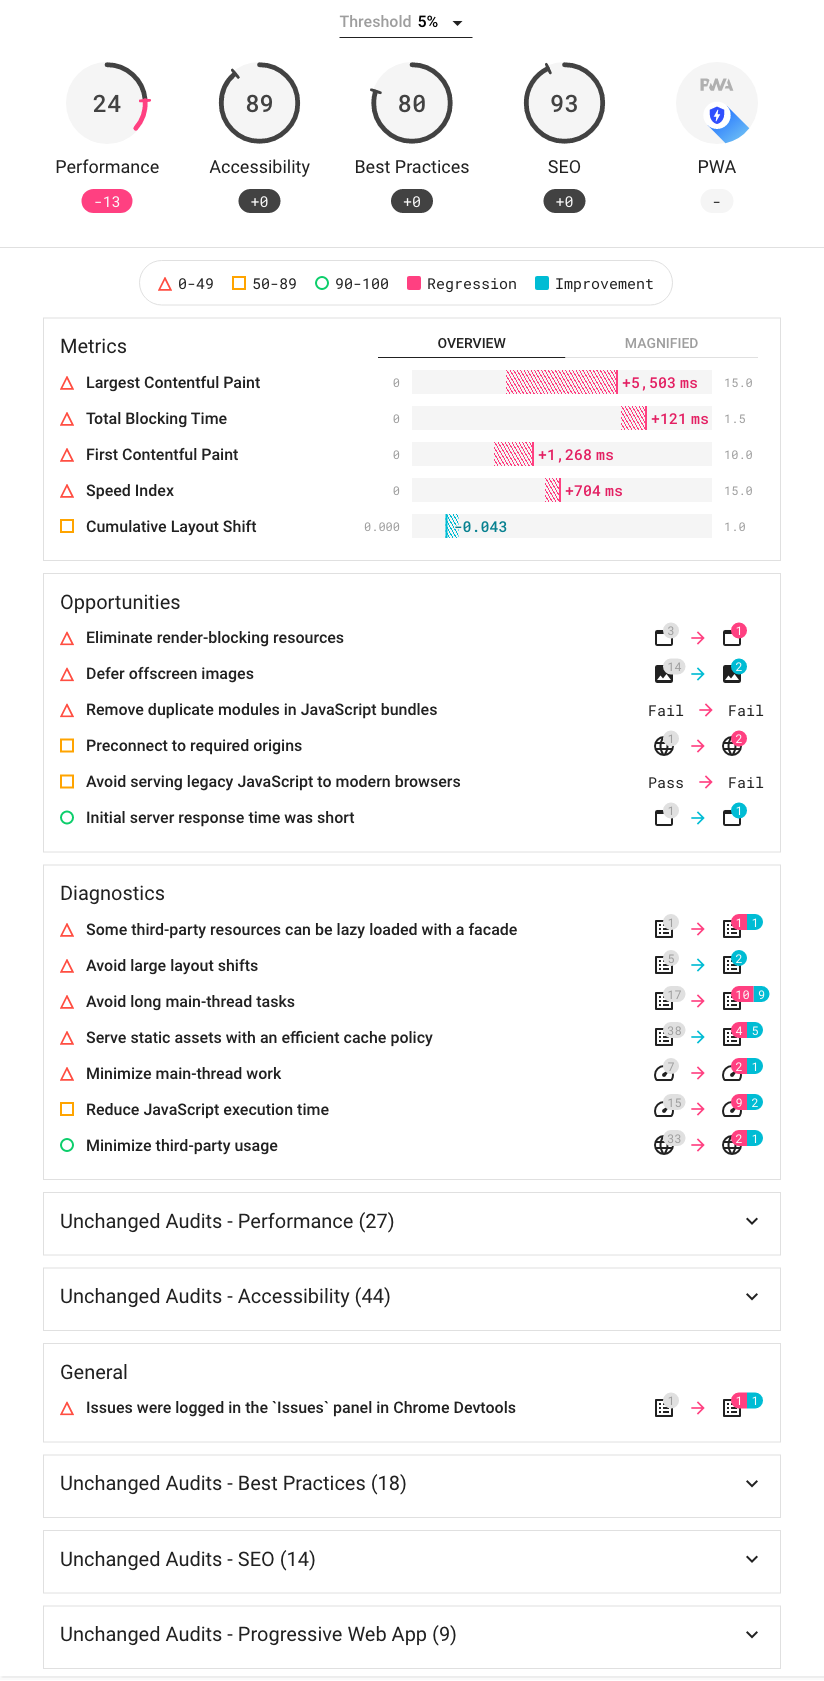 Threshold 5%
24 89 80 93 PWA
Performance Accessibility Best Practices SEO PWA
-13 +0 +0 +0 -
0-49 50-89 90-100 Regression Improvement
Metrics OVERVIEW MAGNIFIED
Largest Contentful Paint 0 +5,503 ms 15.0
Total Blocking Time 0 +121 ms 1.5
First Contentful Paint 0 +1,268 ms 10.0
Speed Index 0 +704 ms 15.0
Cumulative Layout Shift 0.000 -0.043 1.0
Opportunities
Eliminate render-blocking resources 3 1
Defer offscreen images 14 2
Remove duplicate modules in JavaScript bundles Fail Fail
Preconnect to required origins 1 2
Avoid serving legacy JavaScript to modern browsers Pass Fail
Initial server response time was short 1 1
Diagnostics
Some third-party resources can be lazy loaded with a facade 1 1 1
Avoid large layout shifts 5 2
Avoid long main-thread tasks 17 10 9
Serve static assets with an efficient cache policy 38 4 5
Minimize main-thread work 7 2 1
Reduce JavaScript execution time 15 9 2
Minimize third-party usage 33 2 1
Unchanged Audits - Performance (27)
Unchanged Audits - Accessibility (44)
General
Issues were logged in the `Issues` panel in Chrome Devtools 1 1 1
Unchanged Audits - Best Practices (18)
Unchanged Audits - SEO (14)
Unchanged Audits - Progressive Web App (9)